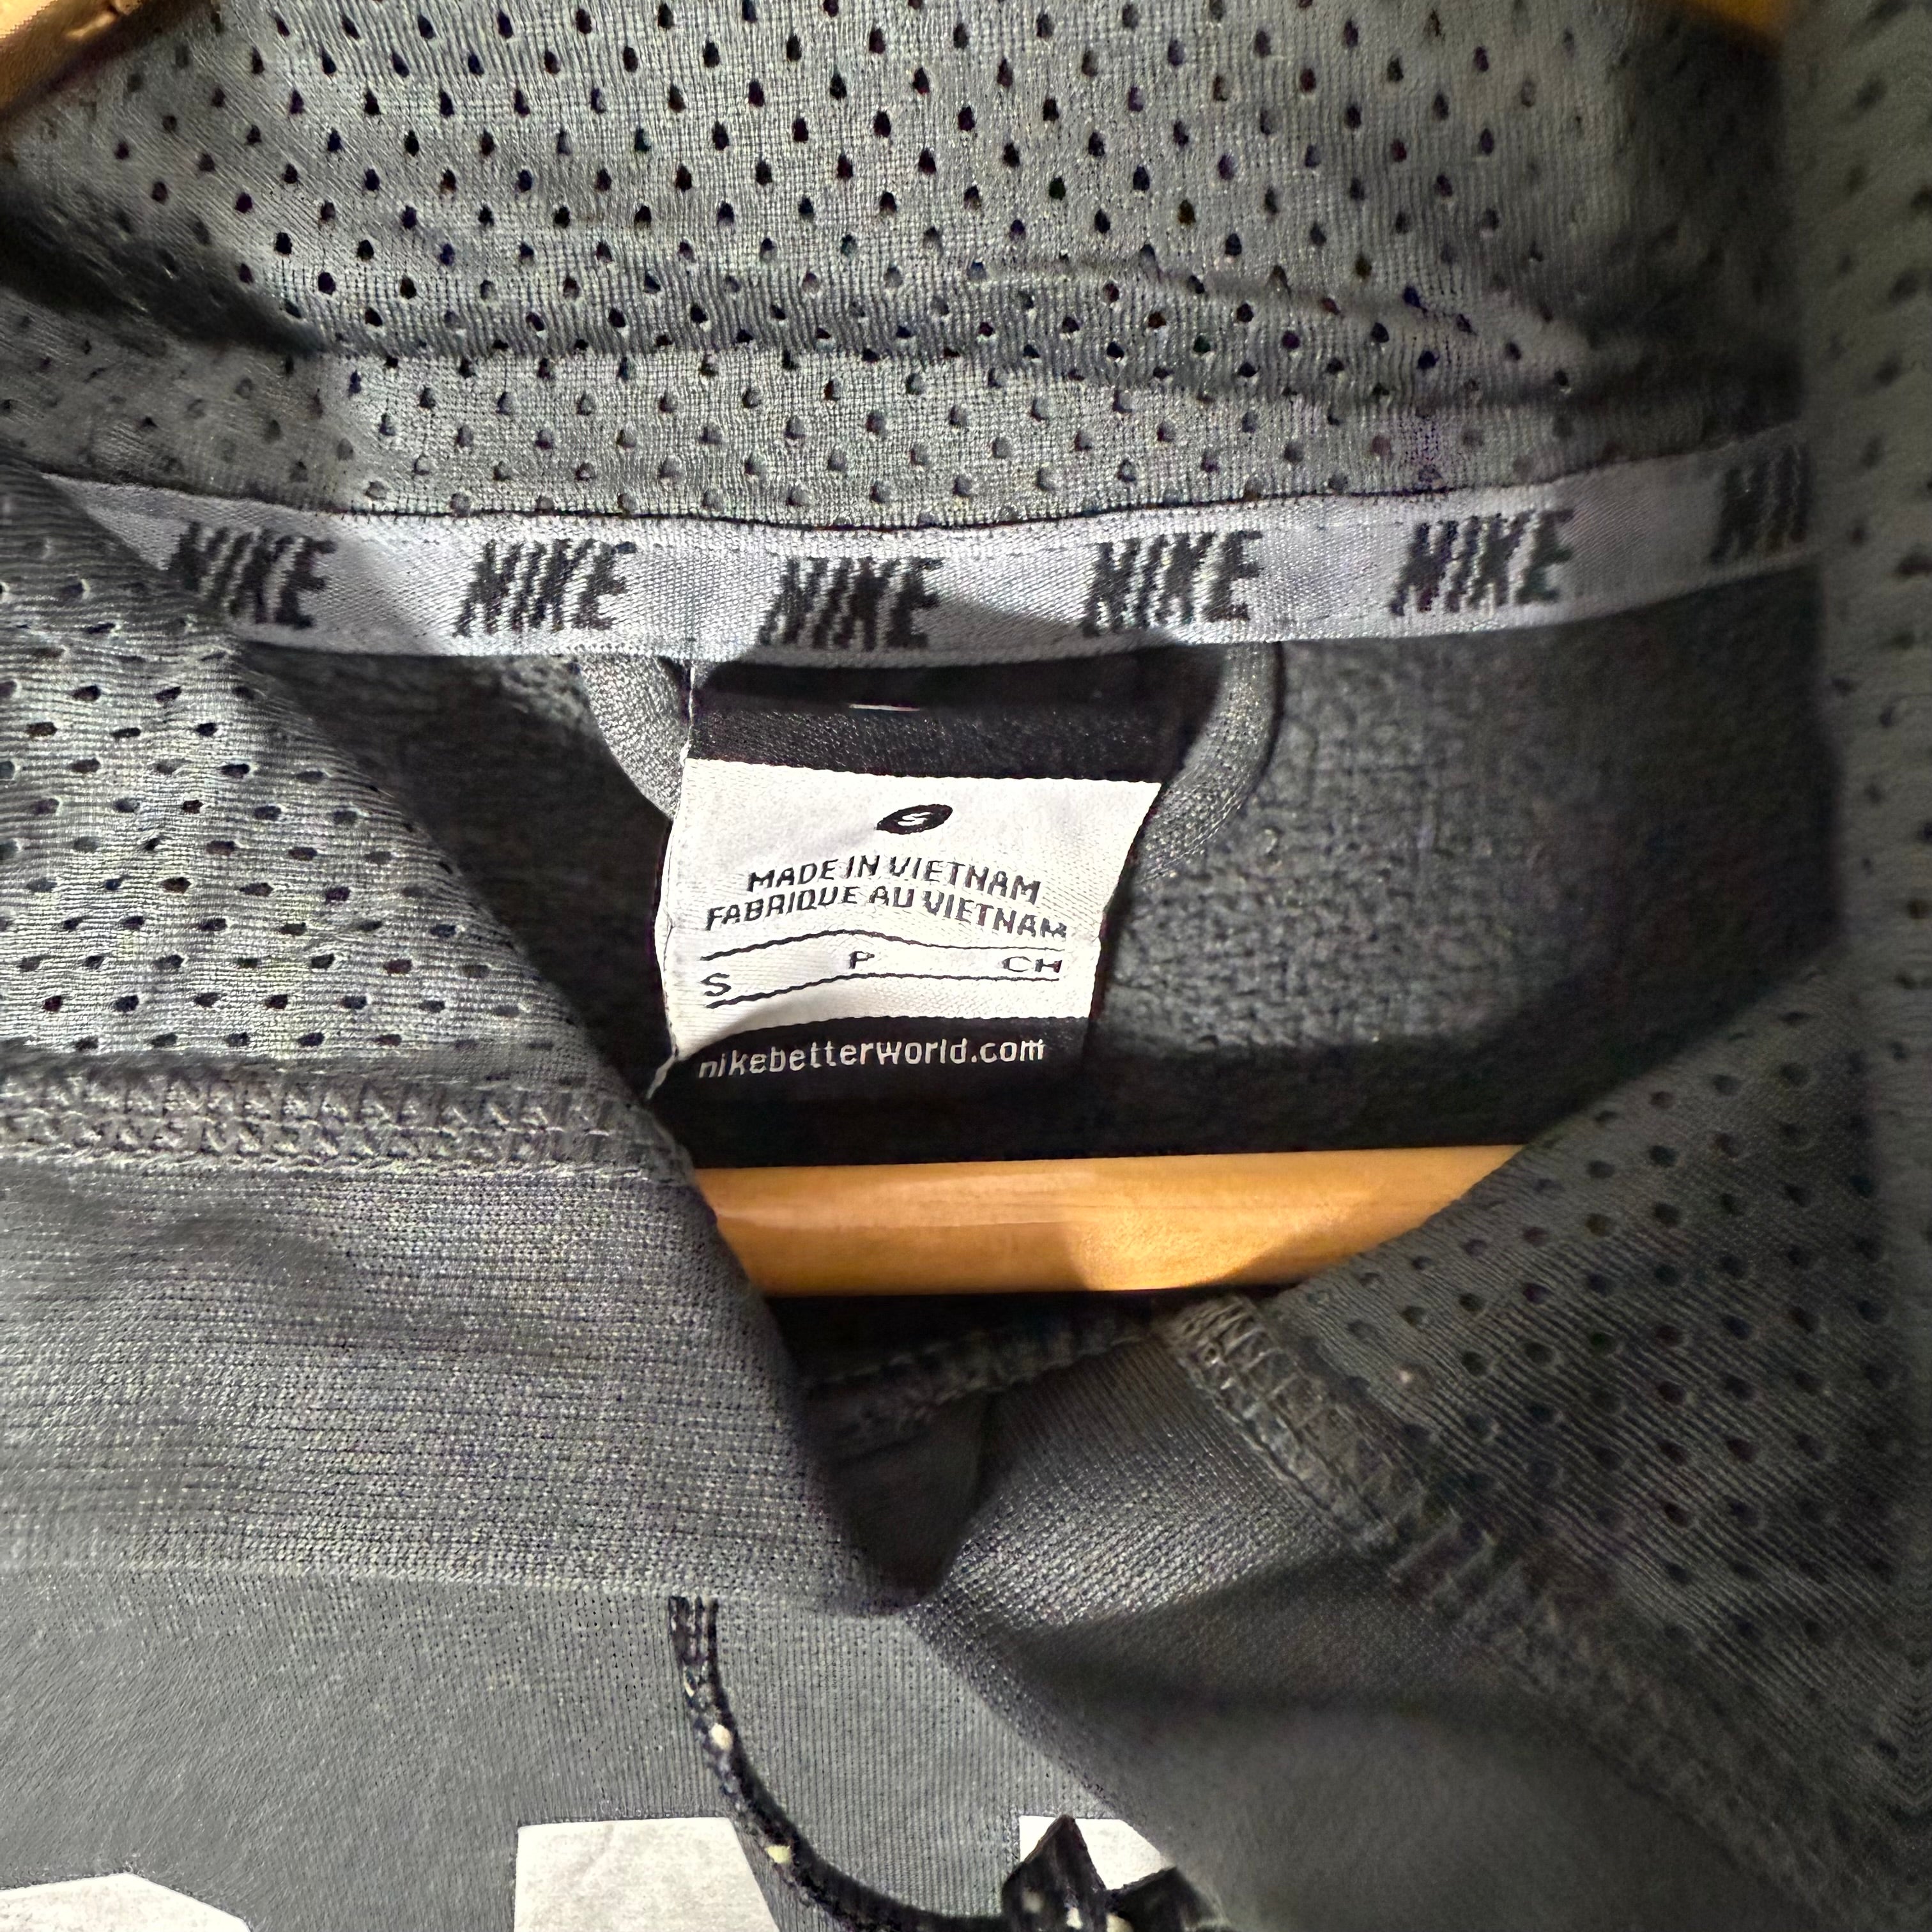 NIKE NIKE NIKE NIKE NIKE
S
MADE IN VIETNAM
FABRIQUE AU VIETNAM
S P CH
nikebetterworld.com